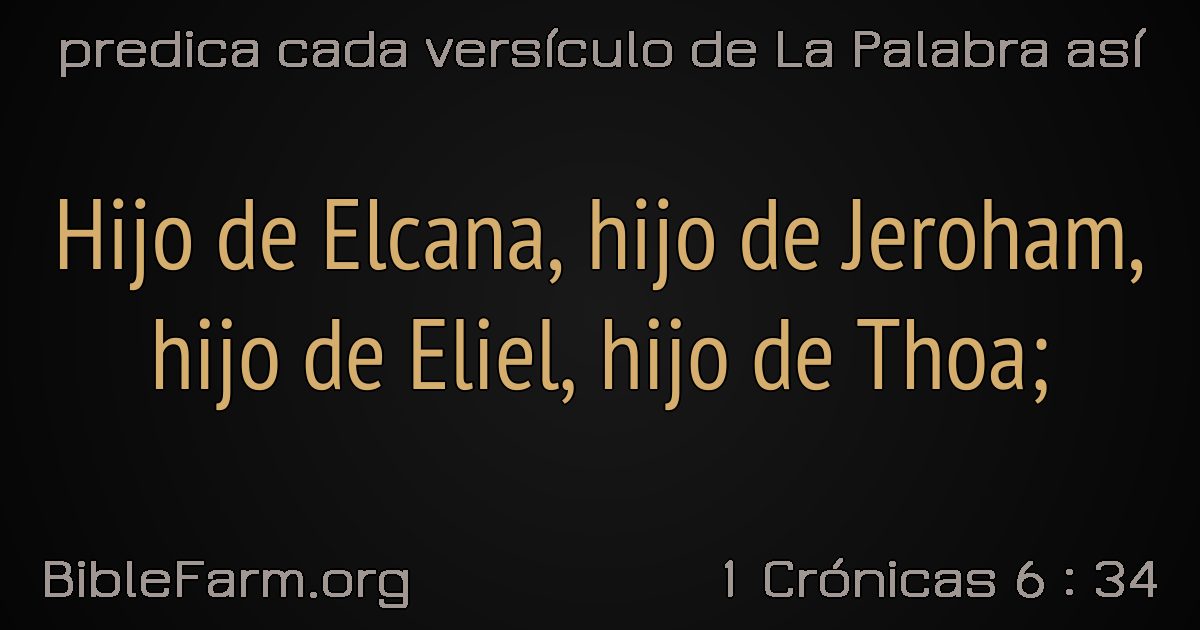 predica cada versículo de La Palabra así
Hijo de Elcana, hijo de Jeroham,
hijo de Eliel, hijo de Thoa;
BibleFarm.org
1 Crónicas 6 : 34